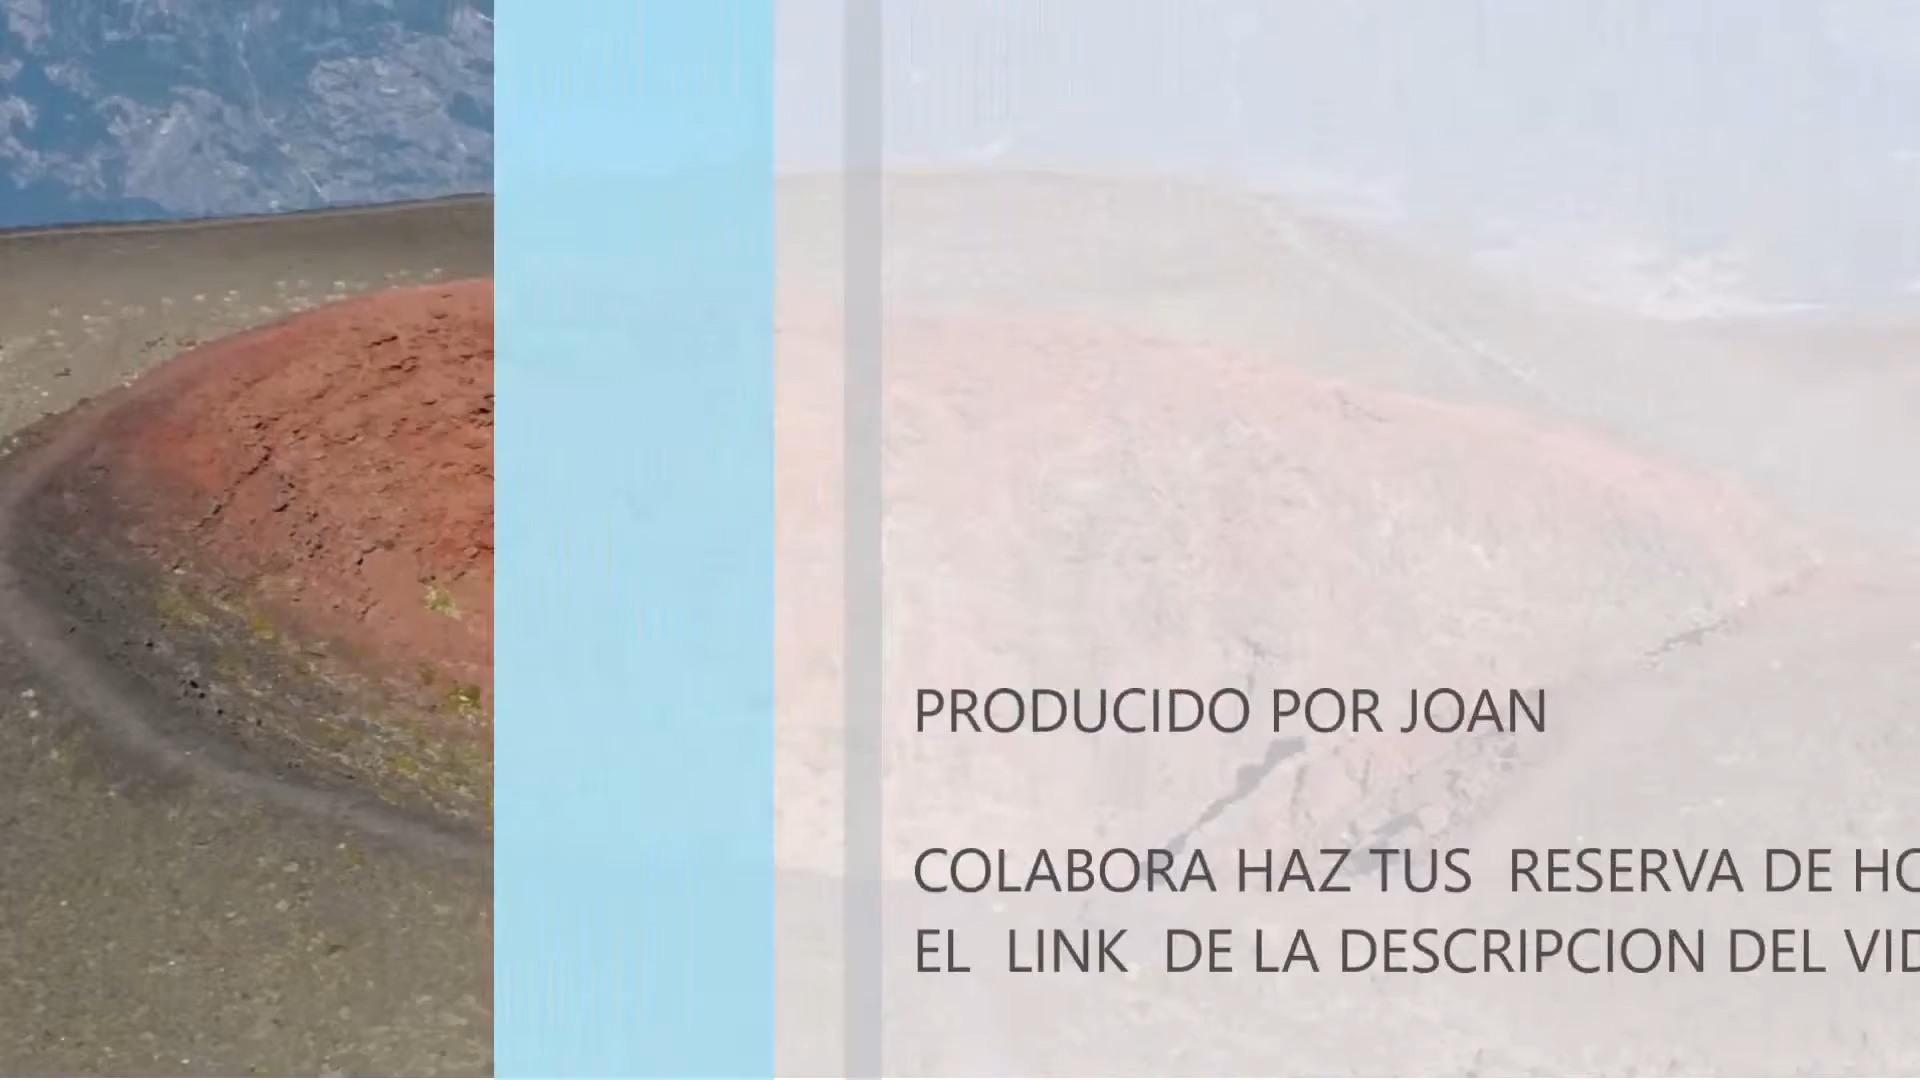 PRODUCIDO POR JOAN
COLABORA HAZ TUS RESERVA DE
EL LINK DE LA DESCRIPCION DEL